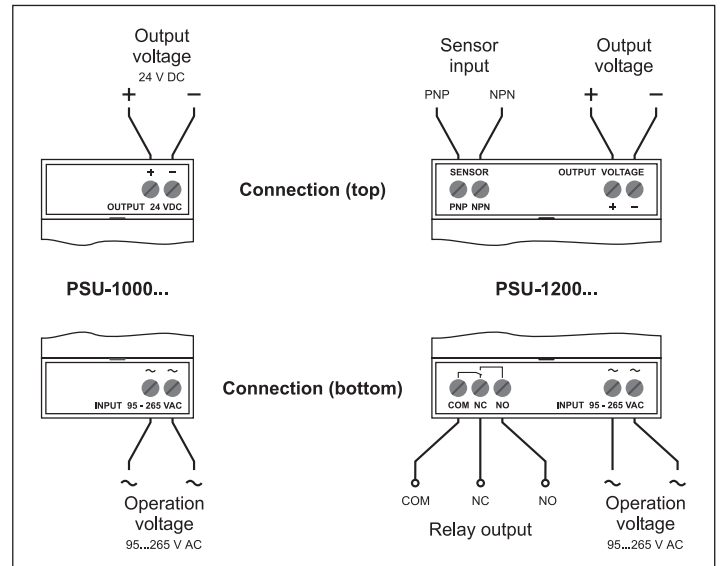 Output
voltage
24 V DC
+ −
+ −
OUTPUT 24 VDC
Connection (top)
Sensor
input
PNP NPN
Output
voltage
+ −
SENSOR
OUTPUT VOLTAGE
PNP NPN
+ −
PSU-1000...
PSU-1200...
~ ~
INPUT 95 - 265 VAC
~ ~
Operation
voltage
95...265 V AC
Connection (bottom)
~ ~
COM NC NO
INPUT 95 - 265 VAC
COM NC NO
Relay output
~ ~
Operation
voltage
95...265 V AC